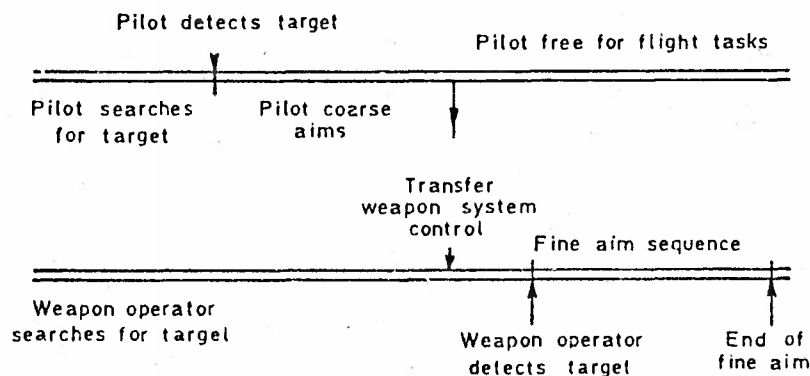 Pilot detects target
Pilot free for flight tasks
Pilot searches
for target
Pilot coarse
aims
Transfer
weapon system
control
Fine aim sequence
Weapon operator
searches for target
Weapon operator
detects target
End of
fine aim